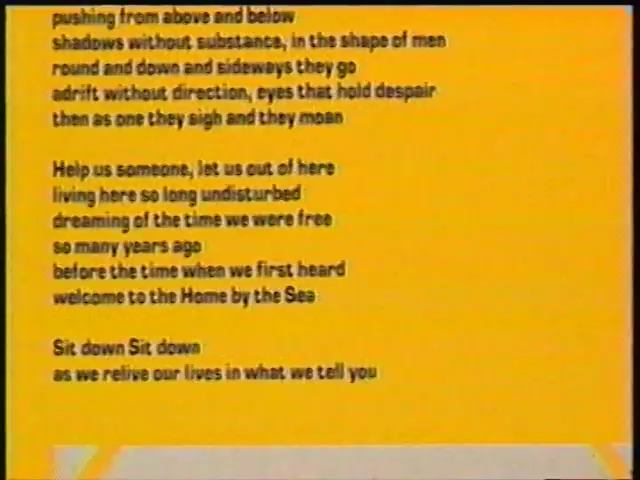 pushing from above and below
shadows without substance, in the shape of men
round and down and sideways they go
adrift without direction, eyes that hold despair
then as one they sigh and they moan
Help us someone, let us out of here
living here so long undisturbed
dreaming of the time we were free
so many years ago
before the time when we first heard
welcome to the Home by the Sea
Sit down Sit down
as we relive our lives in what we tell you